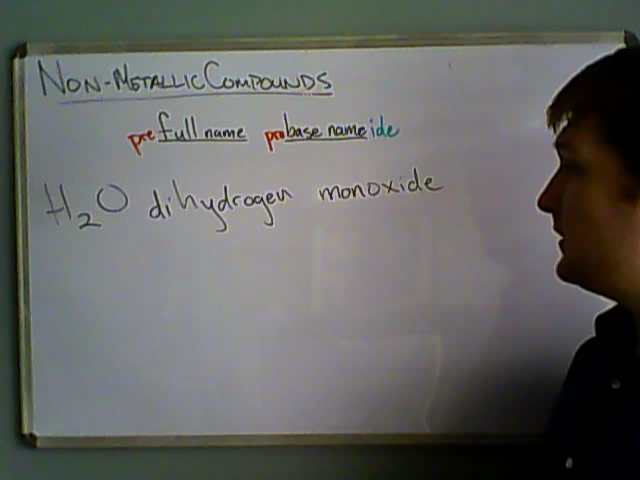 NON-METALLIC COMPOUNDS
pre full name pre base name ide
H₂O dihydrogen monoxide